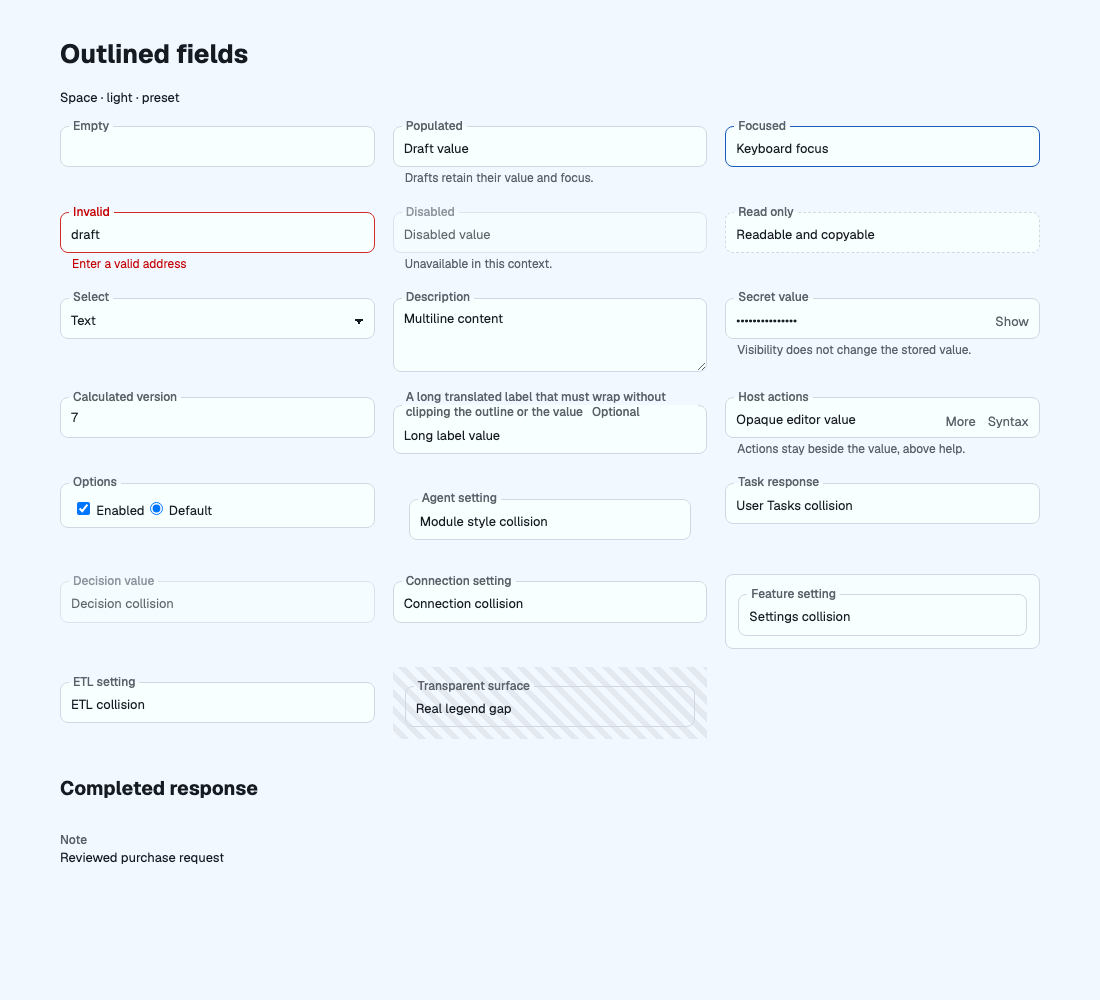 Outlined fields
Space · light · preset
Empty
Populated
Draft value
Drafts retain their value and focus.
Focused
Keyboard focus
Invalid
draft
Enter a valid address
Disabled
Disabled value
Unavailable in this context.
Read only
Readable and copyable
Select
Text
Description
Multiline content
Secret value
•••••••••••••••
Show
Visibility does not change the stored value.
Calculated version
7
A long translated label that must wrap without
clipping the outline or the value Optional
Long label value
Host actions
Opaque editor value
More Syntax
Actions stay beside the value, above help.
Options
Enabled Default
Agent setting
Module style collision
Task response
User Tasks collision
Decision value
Decision collision
Connection setting
Connection collision
Feature setting
Settings collision
ETL setting
ETL collision
Transparent surface
Real legend gap
Completed response
Note
Reviewed purchase request